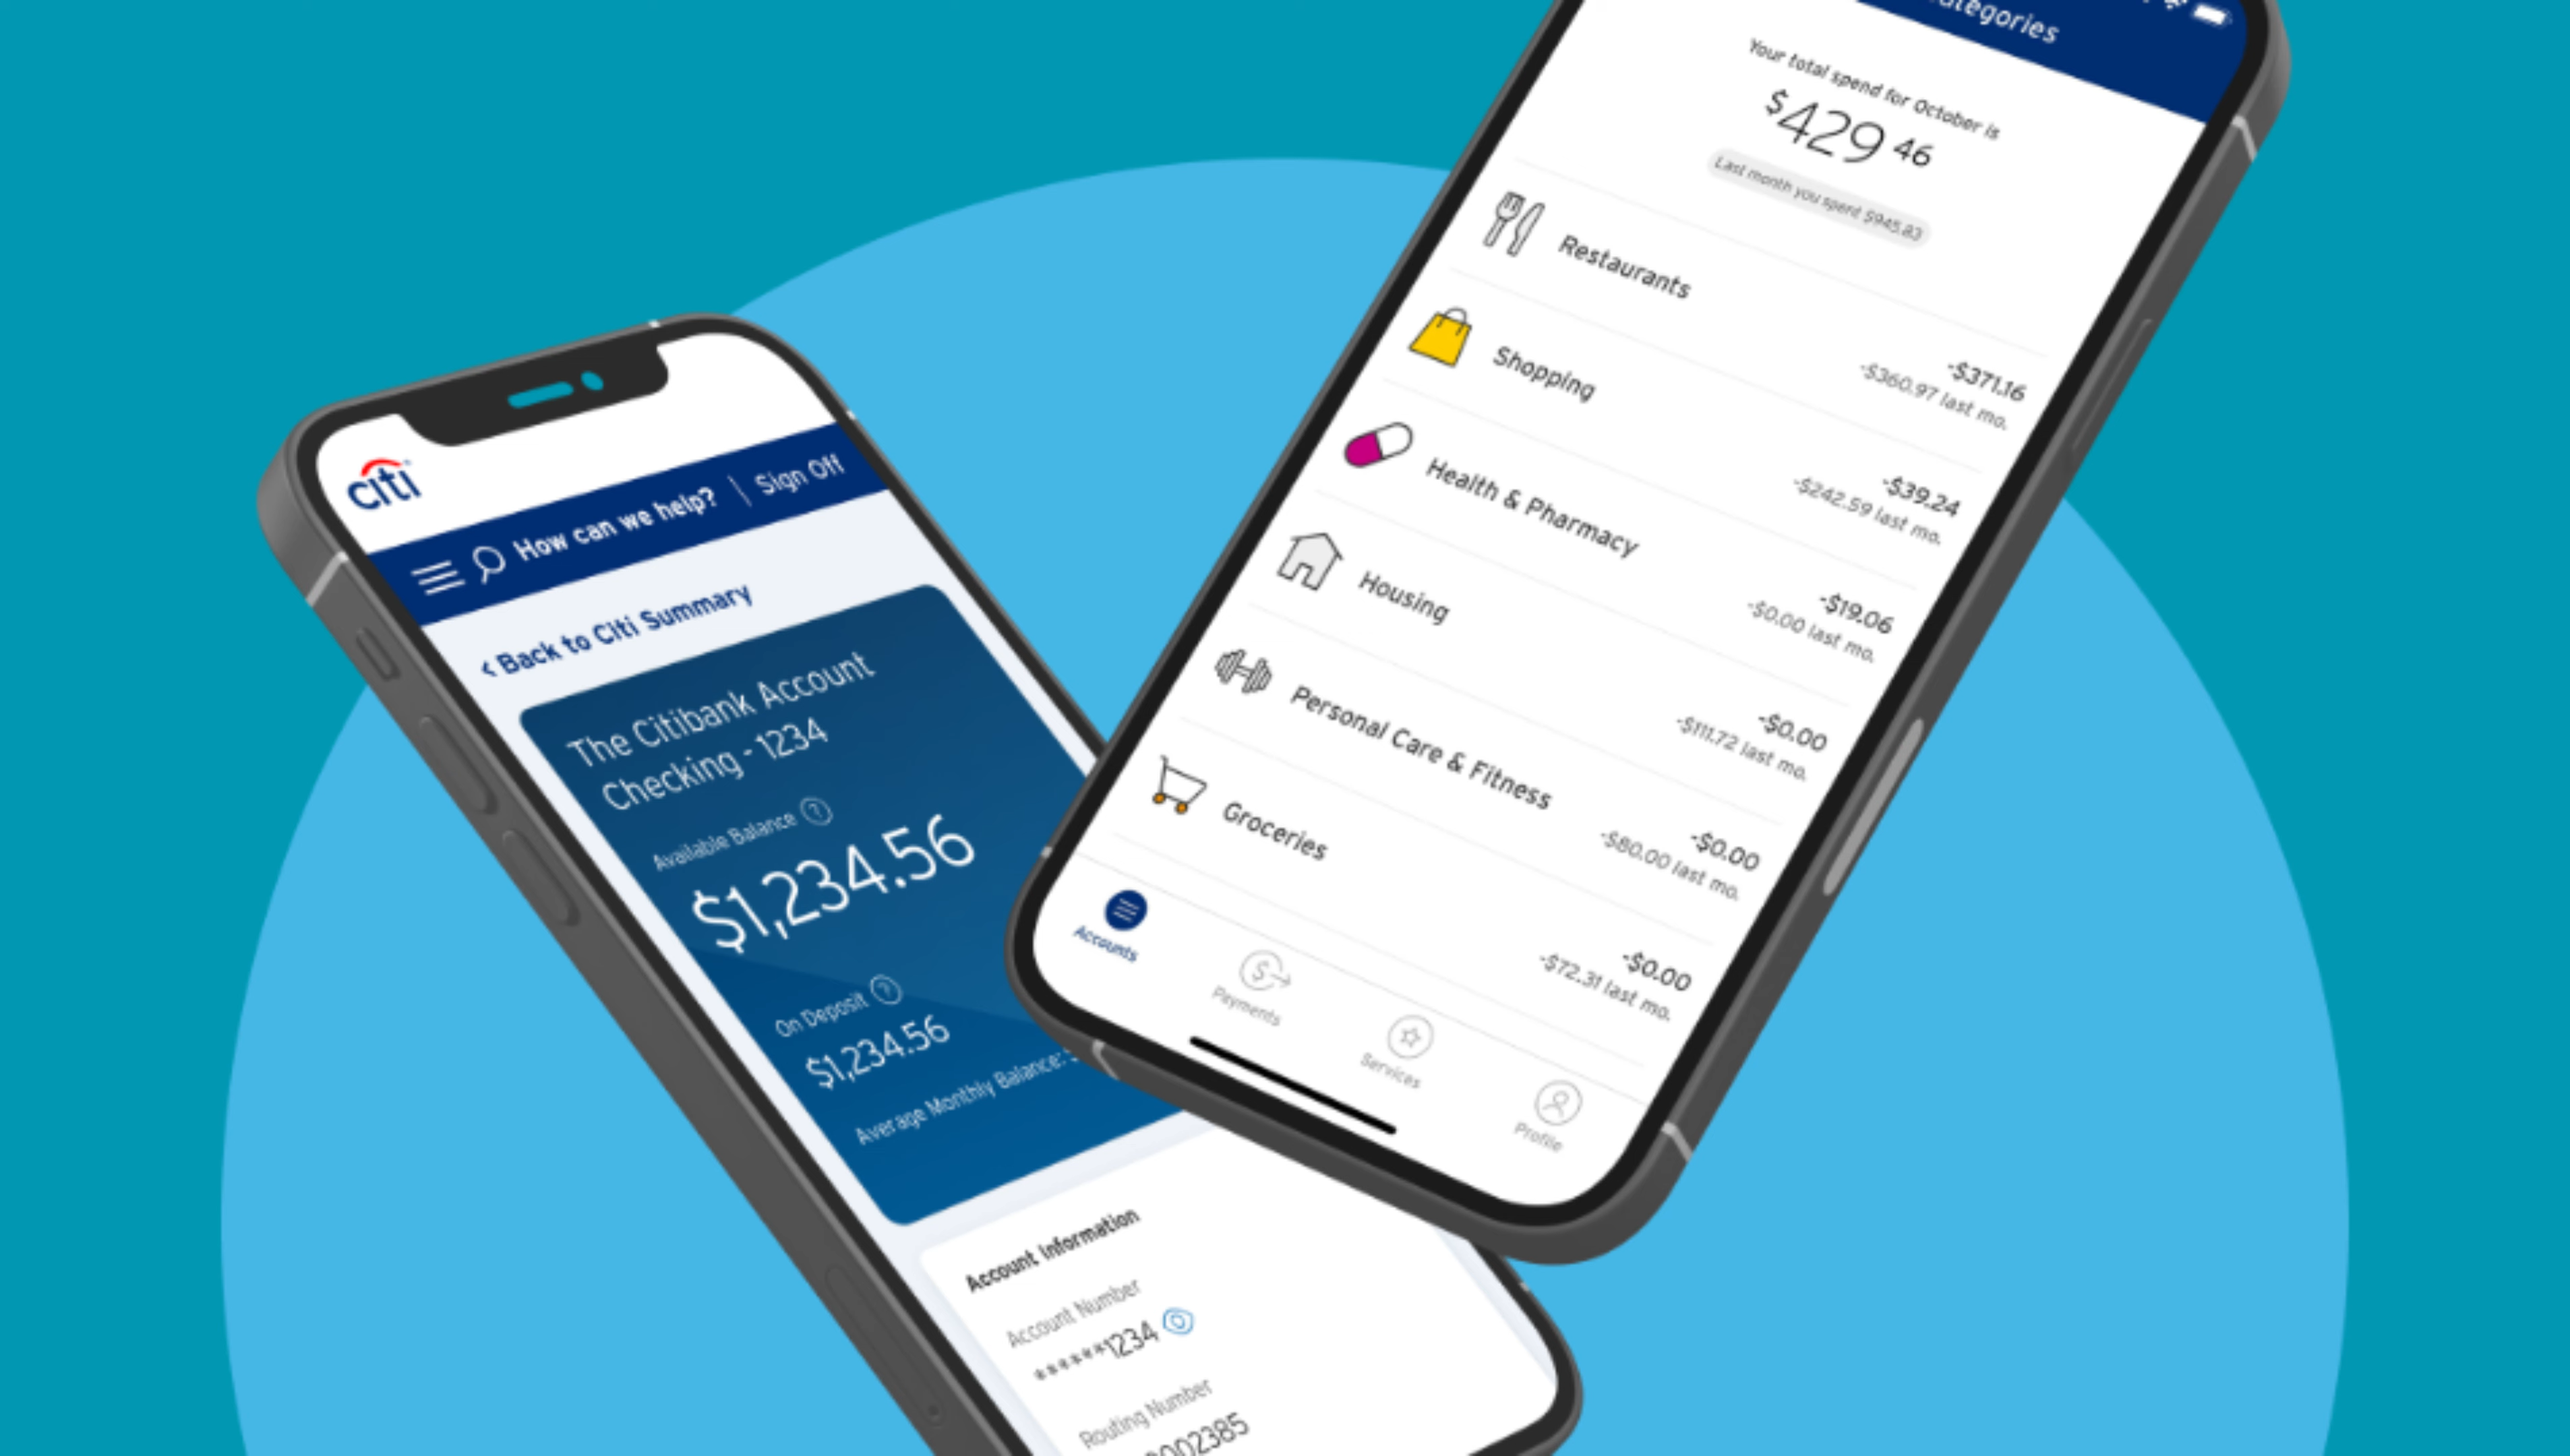 citi
How can we help? | Sign Off
‹ Back to Citi Summary
The Citibank Account
Checking - 1234
Available Balance ?
$1,234.56
On Deposit ?
$1,234.56
Average Monthly Balance:
Account Information
Account Number
******1234
Routing Number
002385
Your total spend for October is
$429 46
Last month you spent $945.83
Restaurants
-$371.16
-$360.97 last mo.
Shopping
-$39.24
-$242.59 last mo.
Health & Pharmacy
-$19.06
-$0.00 last mo.
Housing
-$0.00
-$111.72 last mo.
Personal Care & Fitness
-$0.00
-$80.00 last mo.
Groceries
-$0.00
-$72.31 last mo.
Accounts
Payments
Services
Profile